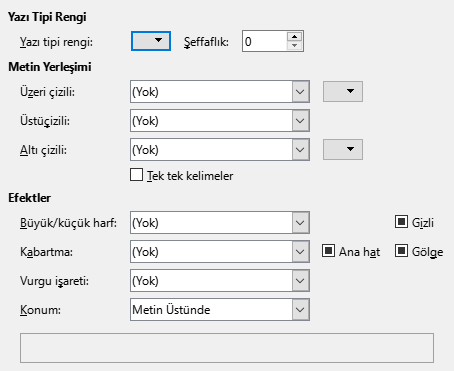 Yazı Tipi Rengi
Yazı tipi rengi: Şeffaflık: 0
Metin Yerleşimi
Üzeri çizili: (Yok)
Üstüçizili: (Yok)
Altı çizili: (Yok)
Tek tek kelimeler
Efektler
Büyük/küçük harf: (Yok) Gizli
Kabartma: (Yok) Ana hat Gölge
Vurgu işareti: (Yok)
Konum: Metin Üstünde